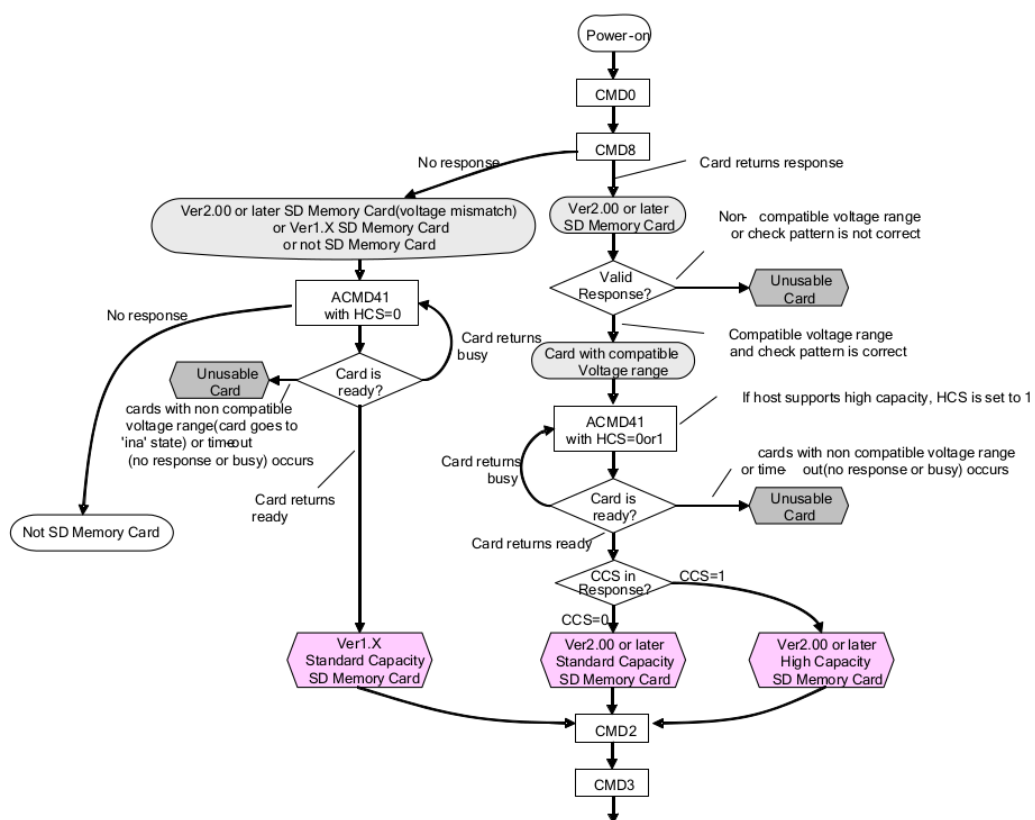 Power-on
CMD0
CMD8
No response
Card returns response
Ver2.00 or later SD Memory Card(voltage mismatch)
or Ver1.X SD Memory Card
or not SD Memory Card
Ver2.00 or later
SD Memory Card
Non- compatible voltage range
or check pattern is not correct
Valid
Response?
Unusable
Card
ACMD41
with HCS=0
No response
Card returns
busy
Compatible voltage range
and check pattern is correct
Card with compatible
Voltage range
Card is
ready?
Unusable
Card
cards with non compatible
voltage range(card goes to
'ina' state) or time-out
(no response or busy) occurs
If host supports high capacity, HCS is set to 1
ACMD41
with HCS=0or1
Card returns
busy
cards with non compatible voltage range
or time- out(no response or busy) occurs
Card is
ready?
Unusable
Card
Card returns
ready
Not SD Memory Card
Card returns ready
CCS in
Response?
CCS=1
CCS=0
Ver1.X
Standard Capacity
SD Memory Card
Ver2.00 or later
Standard Capacity
SD Memory Card
Ver2.00 or later
High Capacity
SD Memory Card
CMD2
CMD3